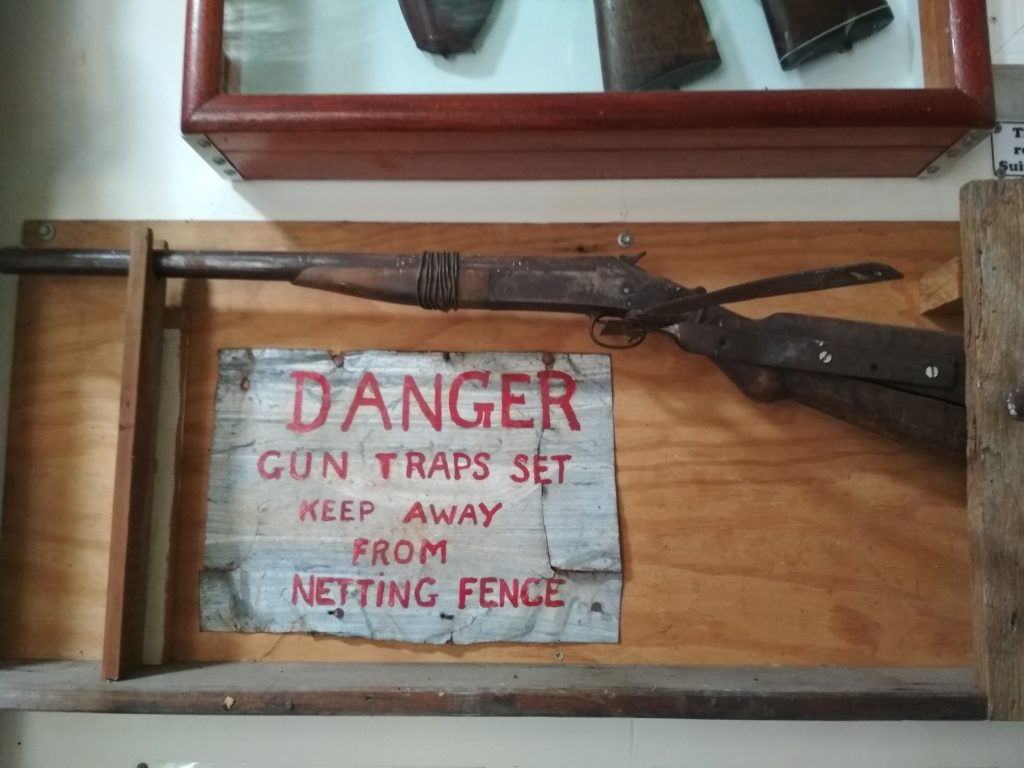 DANGER
GUN TRAPS SET
KEEP AWAY
FROM
NETTING FENCE